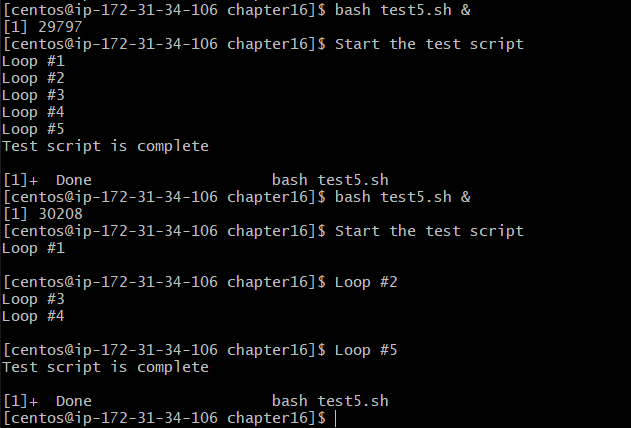 [centos@ip-172-31-34-106 chapter16]$ bash test5.sh &
[1] 29797
[centos@ip-172-31-34-106 chapter16]$ Start the test script
Loop #1
Loop #2
Loop #3
Loop #4
Loop #5
Test script is complete
[1]+  Done                    bash test5.sh
[centos@ip-172-31-34-106 chapter16]$ bash test5.sh &
[1] 30208
[centos@ip-172-31-34-106 chapter16]$ Start the test script
Loop #1
[centos@ip-172-31-34-106 chapter16]$ Loop #2
Loop #3
Loop #4
[centos@ip-172-31-34-106 chapter16]$ Loop #5
Test script is complete
[1]+  Done                    bash test5.sh
[centos@ip-172-31-34-106 chapter16]$